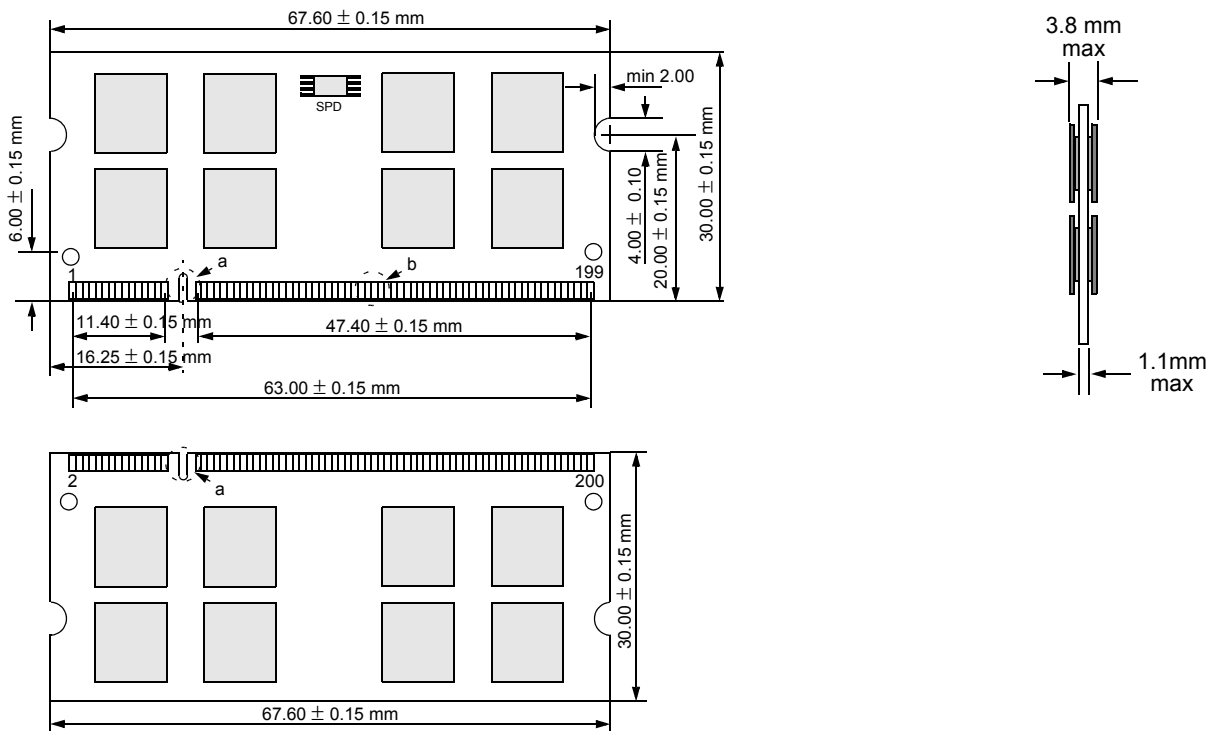 67.60 ± 0.15 mm
3.8 mm
max
min 2.00
SPD
6.00 ± 0.15 mm
4.00 ± 0.10
20.00 ± 0.15 mm
30.00 ± 0.15 mm
a
b
1
199
11.40 ± 0.15 mm
47.40 ± 0.15 mm
16.25 ± 0.15 mm
63.00 ± 0.15 mm
1.1mm
max
2
a
200
30.00 ± 0.15 mm
67.60 ± 0.15 mm